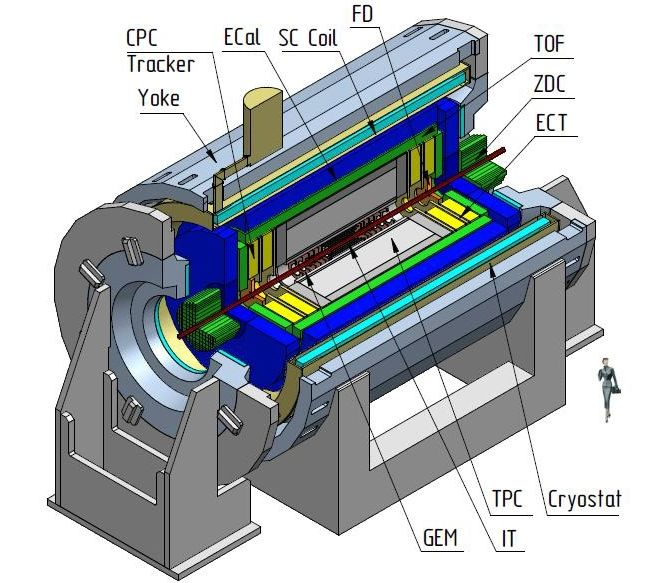 FD
CPC
Tracker
ECal
SC Coil
TOF
Yoke
ZDC
ECT
TPC
Cryostat
GEM
IT